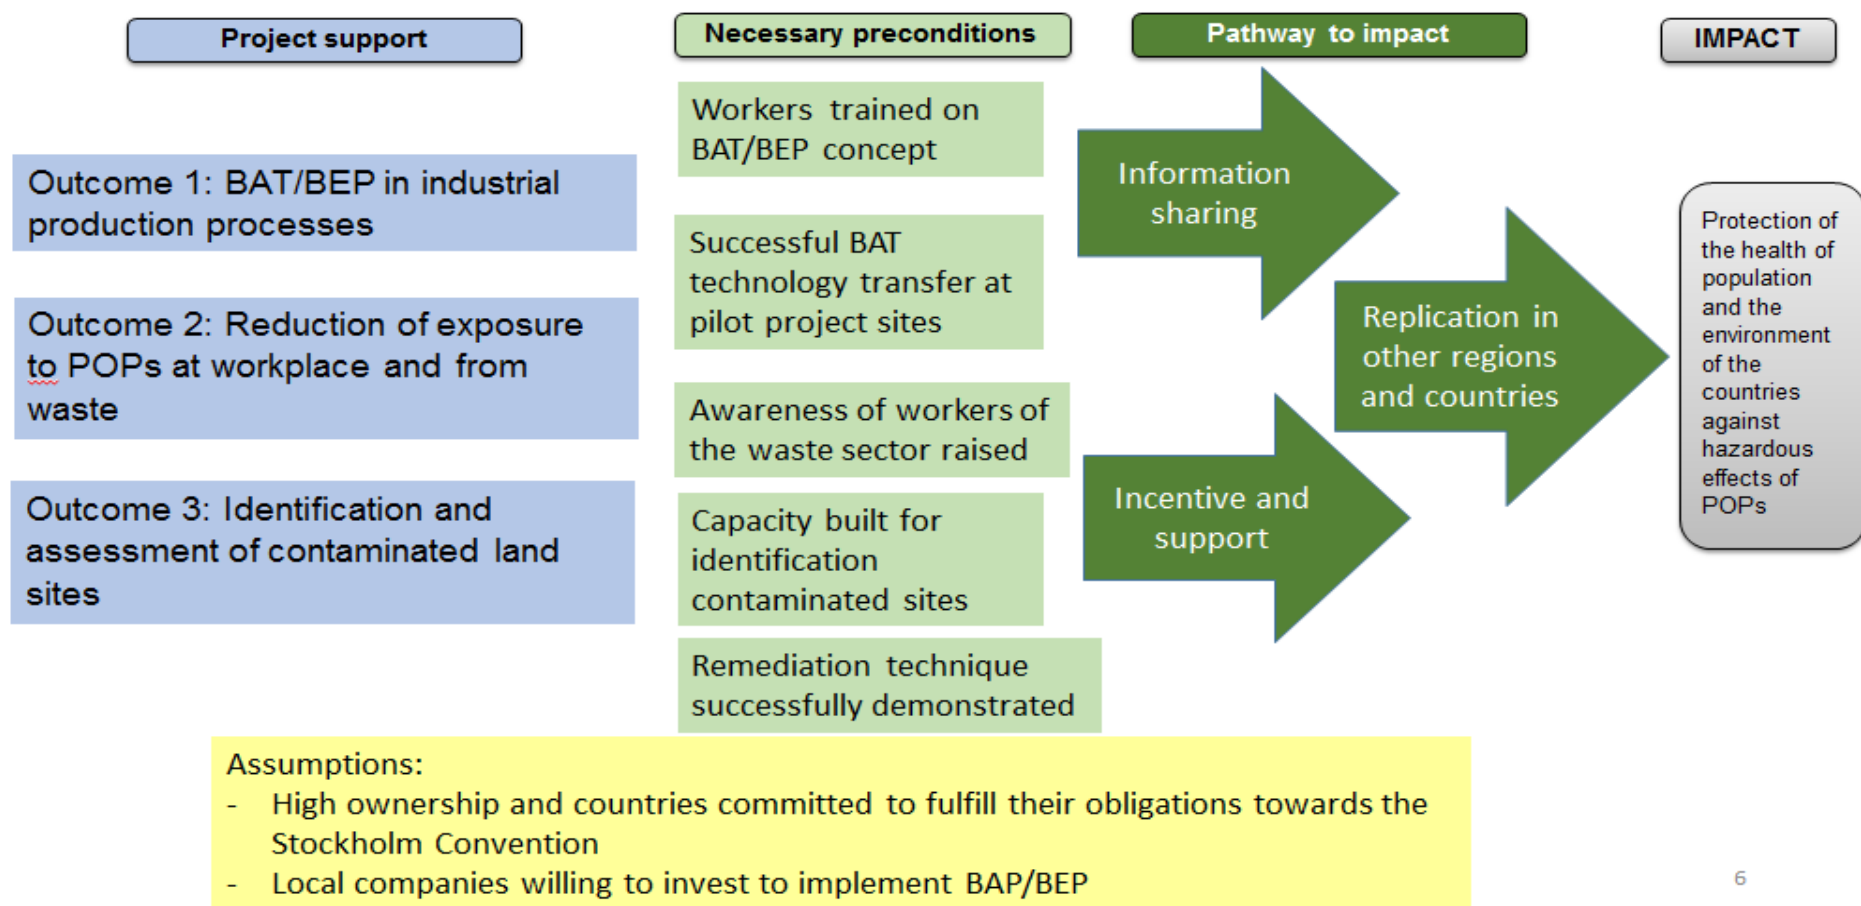 Project support
Necessary preconditions
Pathway to impact
IMPACT
Outcome 1: BAT/BEP in industrial
production processes
Outcome 2: Reduction of exposure
to POPs at workplace and from
waste
Outcome 3: Identification and
assessment of contaminated land
sites
Workers trained on
BAT/BEP concept
Successful BAT
technology transfer at
pilot project sites
Awareness of workers of
the waste sector raised
Capacity built for
identification
contaminated sites
Remediation technique
successfully demonstrated
Information
sharing
Incentive and
support
Replication in
other regions
and countries
Protection of
the health of
population
and the
environment
of the
countries
against
hazardous
effects of
POPs
Assumptions:
- High ownership and countries committed to fulfill their obligations towards the
Stockholm Convention
- Local companies willing to invest to implement BAP/BEP
6